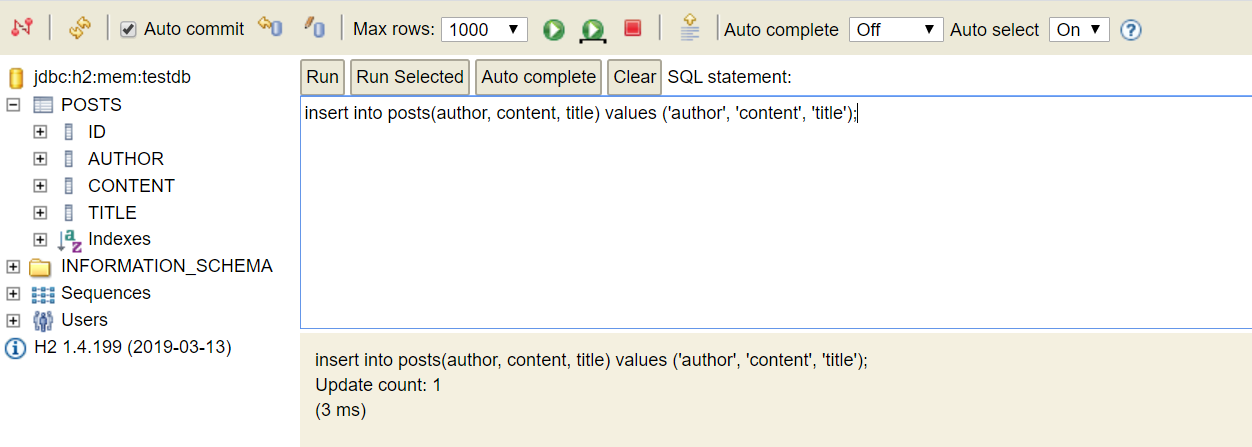 Auto commit Max rows: 1000 Auto complete Off Auto select On
jdbc:h2:mem:testdb
POSTS
ID
AUTHOR
CONTENT
TITLE
Indexes
INFORMATION_SCHEMA
Sequences
Users
H2 1.4.199 (2019-03-13)
Run Run Selected Auto complete Clear SQL statement:
insert into posts(author, content, title) values ('author', 'content', 'title');
insert into posts(author, content, title) values ('author', 'content', 'title');
Update count: 1
(3 ms)